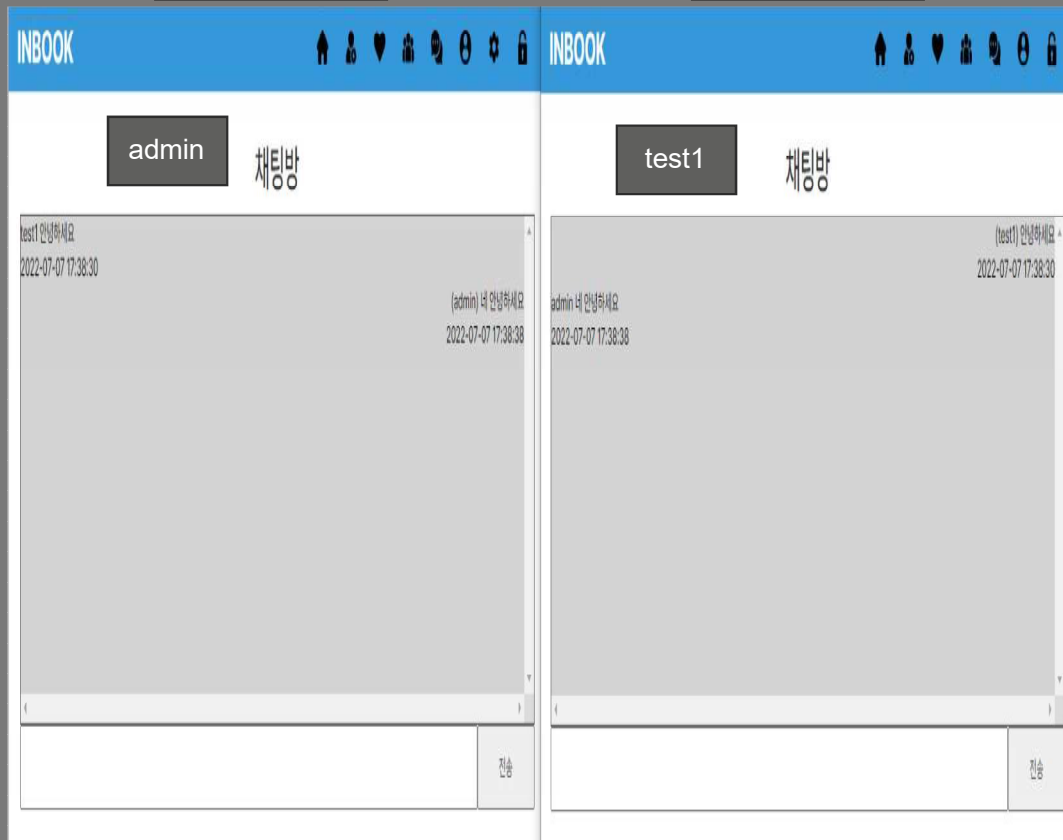 INBOOK
admin
채팅방
test1 안녕하세요
2022-07-07 17:38:30
(admin) 네 안녕하세요
2022-07-07 17:38:38
전송
INBOOK
test1
채팅방
(test1) 안녕하세요
2022-07-07 17:38:30
admin 네 안녕하세요
2022-07-07 17:38:38
전송